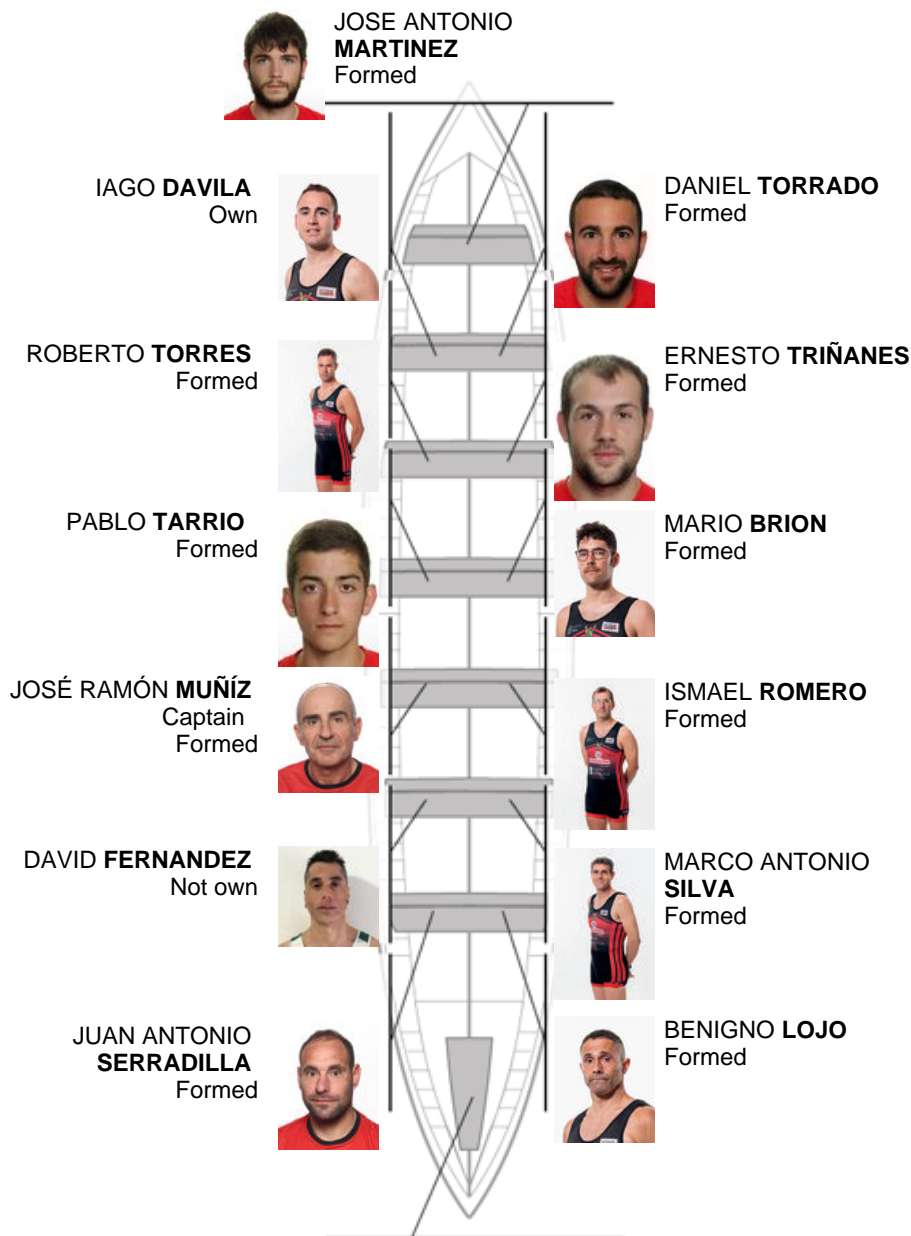 JOSE ANTONIO
MARTINEZ
Formed
IAGO DAVILA
Own
DANIEL TORRADO
Formed
ROBERTO TORRES
Formed
ERNESTO TRIÑANES
Formed
PABLO TARRIO
Formed
MARIO BRION
Formed
JOSÉ RAMÓN MUÑÍZ
Captain
Formed
ISMAEL ROMERO
Formed
DAVID FERNANDEZ
Not own
MARCO ANTONIO
SILVA
Formed
JUAN ANTONIO
SERRADILLA
Formed
BENIGNO LOJO
Formed